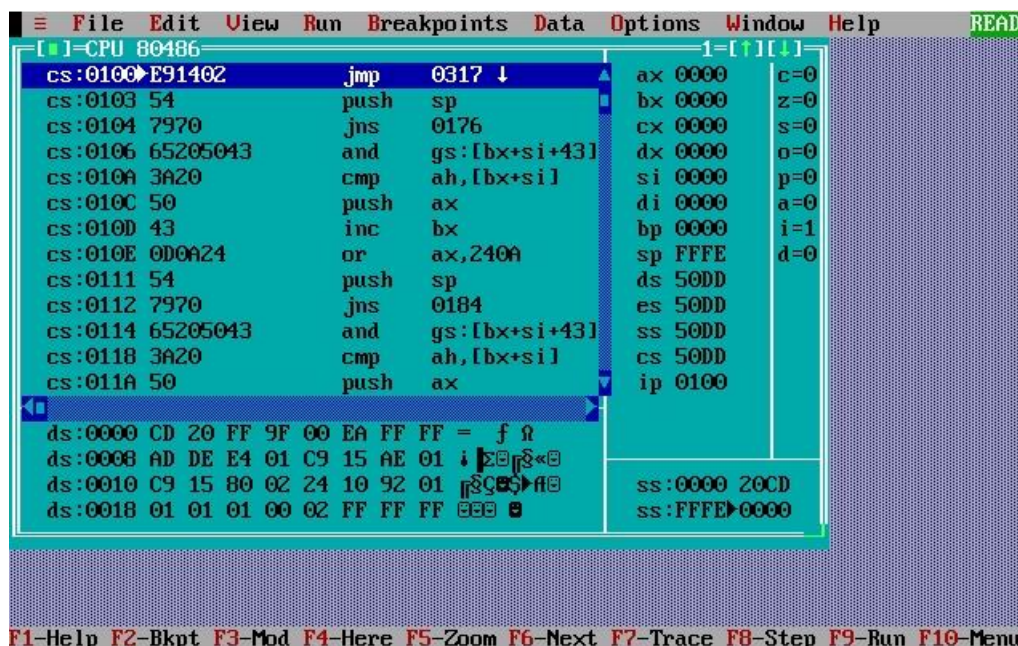 ≡ File Edit View Run Breakpoints Data Options Window Help READ
[■]=CPU 80486 1=[↑][↓]
cs:0100►E91402 jmp 0317 ↓ ax 0000 c=0
cs:0103 54 push sp bx 0000 z=0
cs:0104 7970 jns 0176 cx 0000 s=0
cs:0106 65205043 and gs:[bx+si+43] dx 0000 o=0
cs:010A 3A20 cmp ah,[bx+si] si 0000 p=0
cs:010C 50 push ax di 0000 a=0
cs:010D 43 inc bx bp 0000 i=1
cs:010E 0D0A24 or ax,240A sp FFFE d=0
cs:0111 54 push sp ds 50DD
cs:0112 7970 jns 0184 es 50DD
cs:0114 65205043 and gs:[bx+si+43] ss 50DD
cs:0118 3A20 cmp ah,[bx+si] cs 50DD
cs:011A 50 push ax ip 0100
ds:0000 CD 20 FF 9F 00 EA FF FF = ƒ Ω
ds:0008 AD DE E4 01 C9 15 AE 01 ¡▐Σ☺╔§«☺
ds:0010 C9 15 80 02 24 10 92 01 ╔§Ç☻$►Æ☺ ss:0000 20CD
ds:0018 01 01 01 00 02 FF FF FF ☺☺☺ ☻ ss:FFFE►0000
F1-Help F2-Bkpt F3-Mod F4-Here F5-Zoom F6-Next F7-Trace F8-Step F9-Run F10-Menu